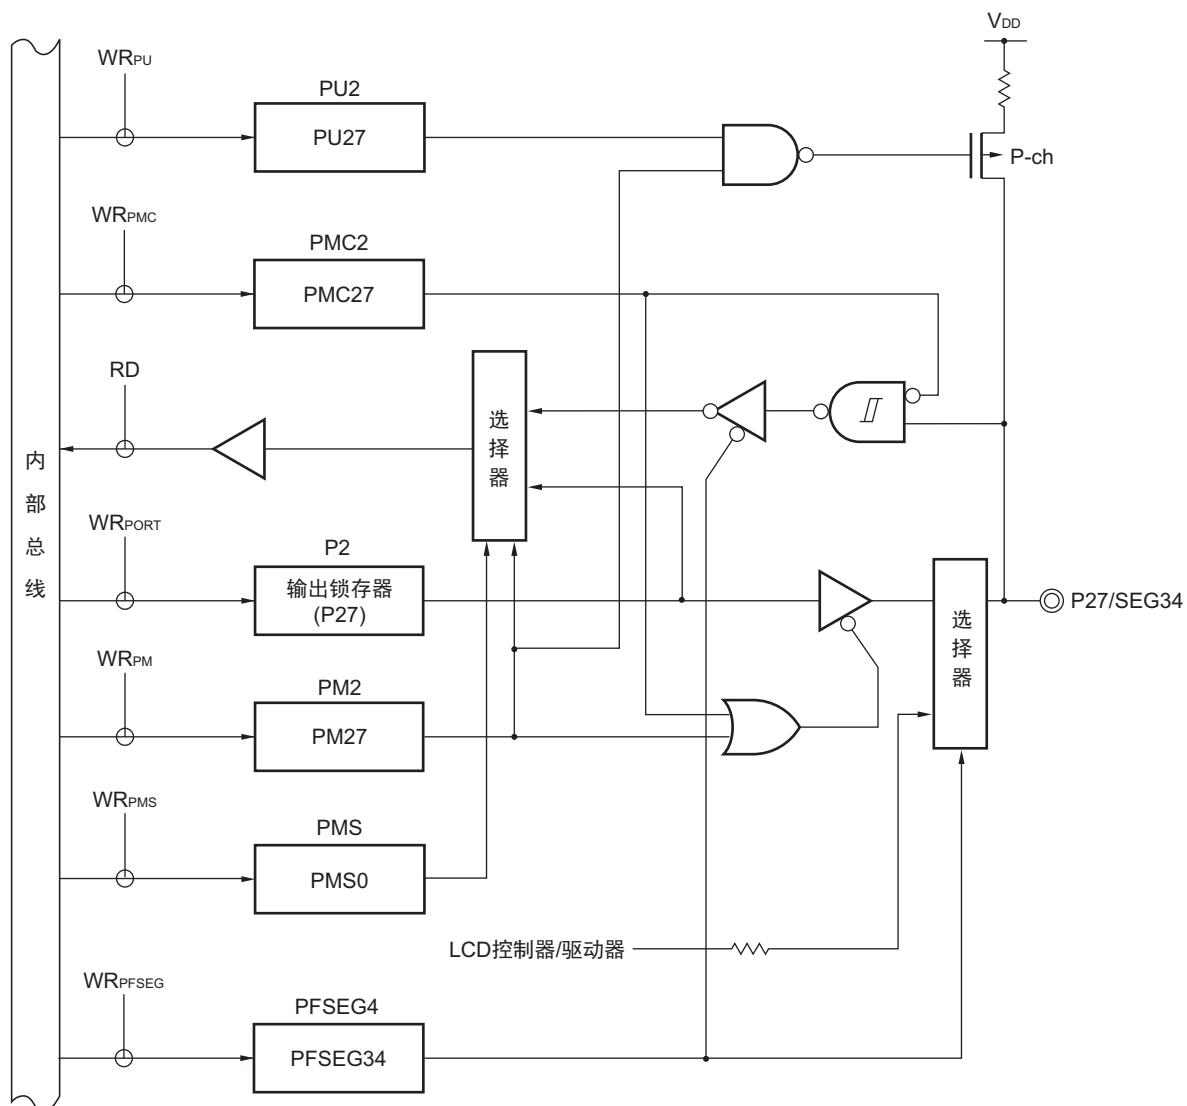 VDD
WRPU
PU2
PU27
P-ch
WRPMC
PMC2
PMC27
RD
选择器
内部总线
WRPORT
P2
输出锁存器
(P27)
选择器
P27/SEG34
WRPM
PM2
PM27
WRPMS
PMS
PMS0
LCD控制器/驱动器
WRPFSEG
PFSEG4
PFSEG34